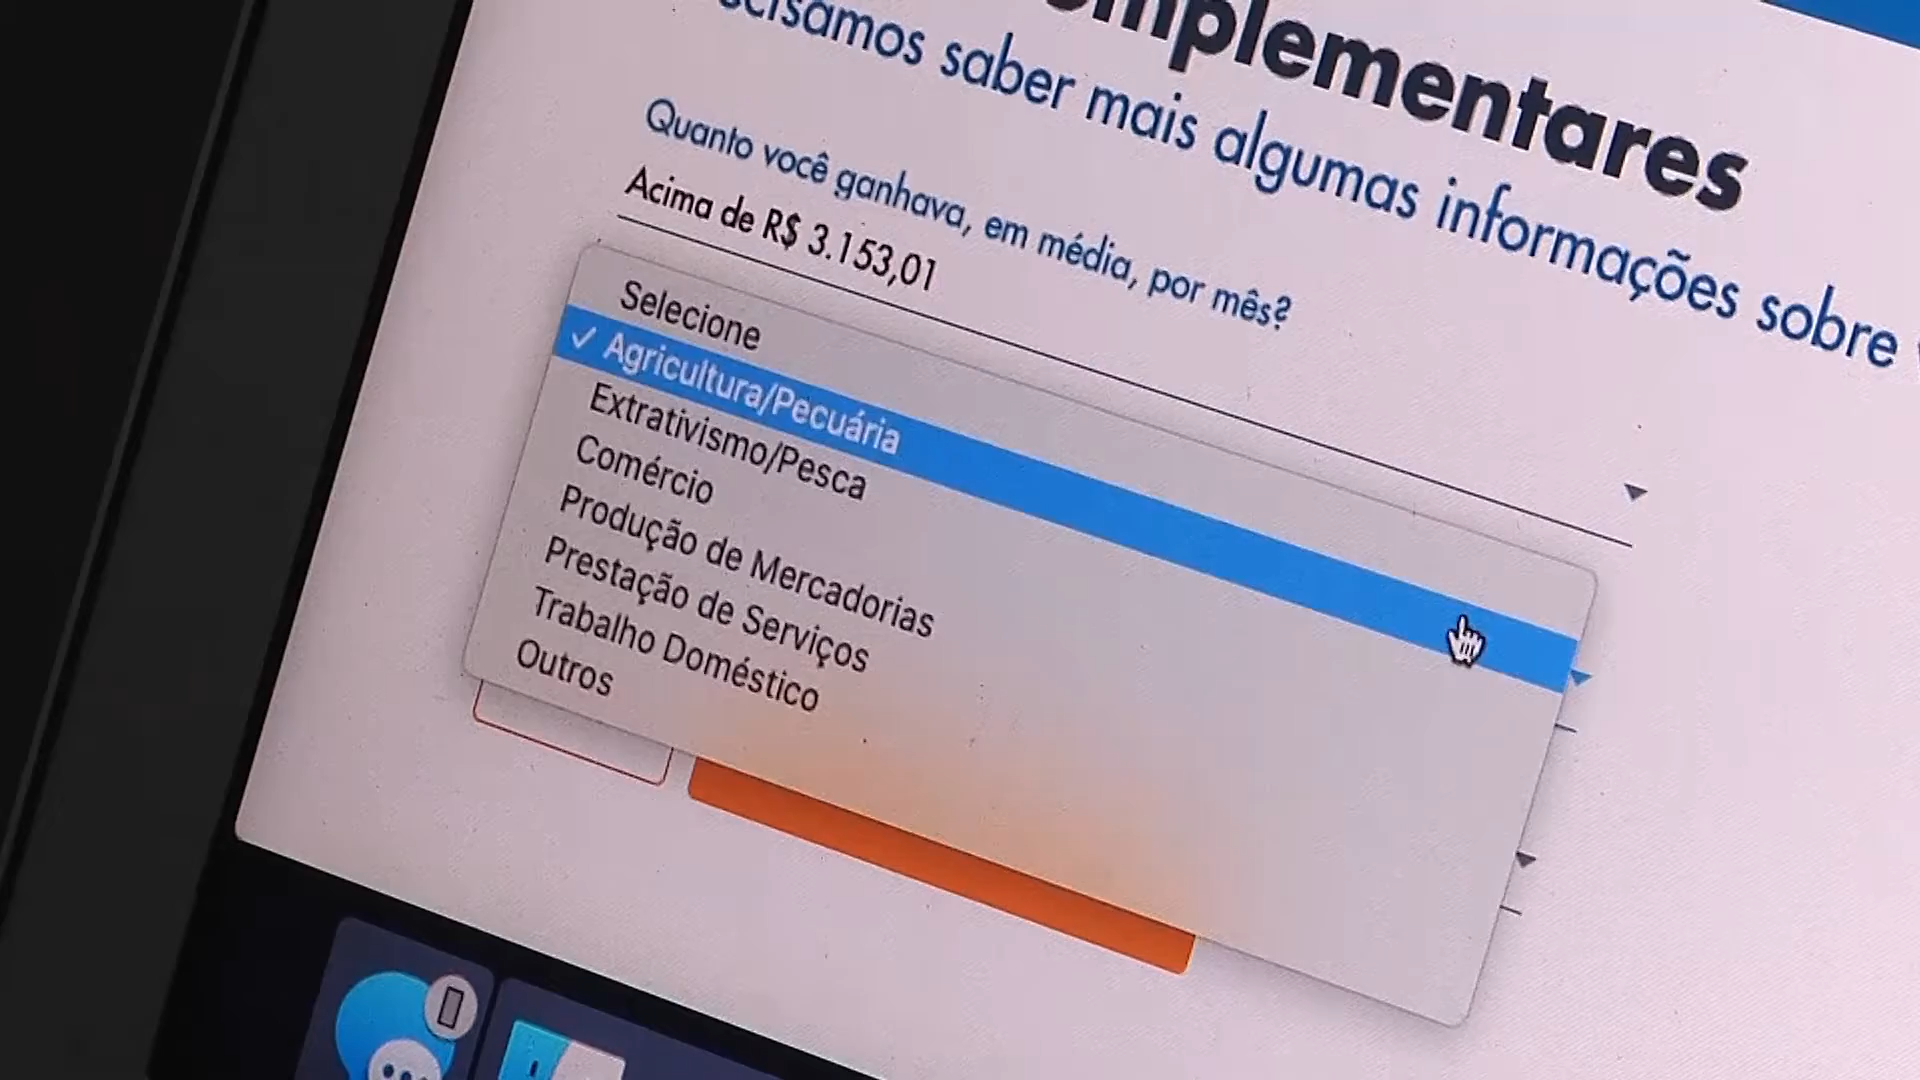 mplementares
cisamos saber mais algumas informações sobre
Quanto você ganhava, em média, por mês?
Acima de R$ 3.153,01
Selecione
✓ Agricultura/Pecuária
Extrativismo/Pesca
Comércio
Produção de Mercadorias
Prestação de Serviços
Trabalho Doméstico
Outros